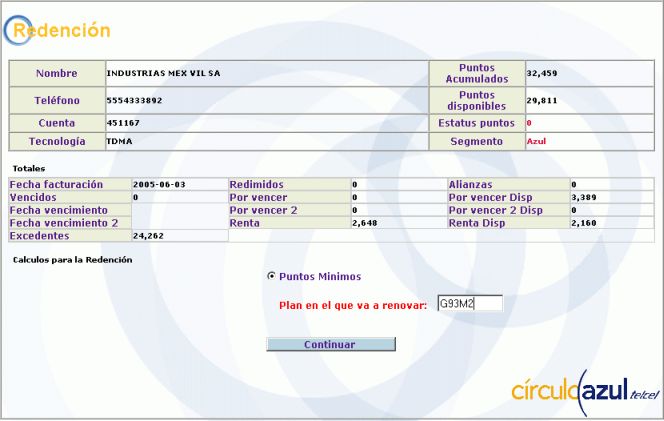 Redención
Nombre INDUSTRIAS MEX VIL SA Puntos Acumulados 32,459
Teléfono 5554333892 Puntos disponibles 29,811
Cuenta 451167 Estatus puntos 0
Tecnología TDMA Segmento Azul
Totales
Fecha facturación 2005-06-03 Redimidos 0 Alianzas 0
Vencidos 0 Por vencer 0 Por vencer Disp 3,389
Fecha vencimiento Por vencer 2 0 Por vencer 2 Disp 0
Fecha vencimiento 2 Renta 2,648 Renta Disp 2,160
Excedentes 24,262
Calculos para la Redención
Puntos Minimos
Plan en el que va a renovar: G93M2
Continuar
círculoazul telcel